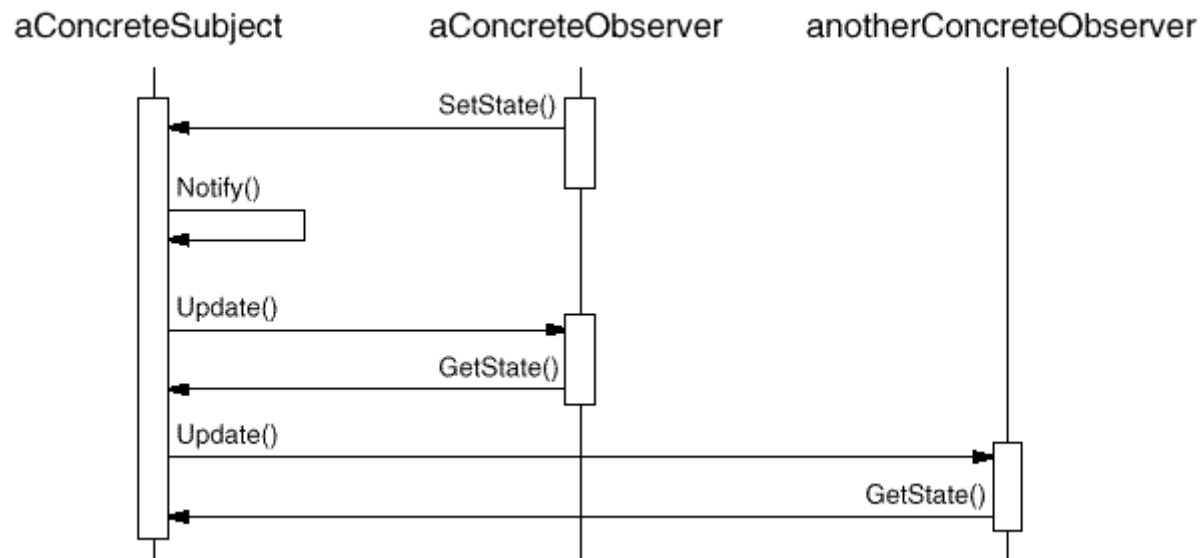 aConcreteSubject aConcreteObserver anotherConcreteObserver
SetState()
Notify()
Update()
GetState()
Update()
GetState()